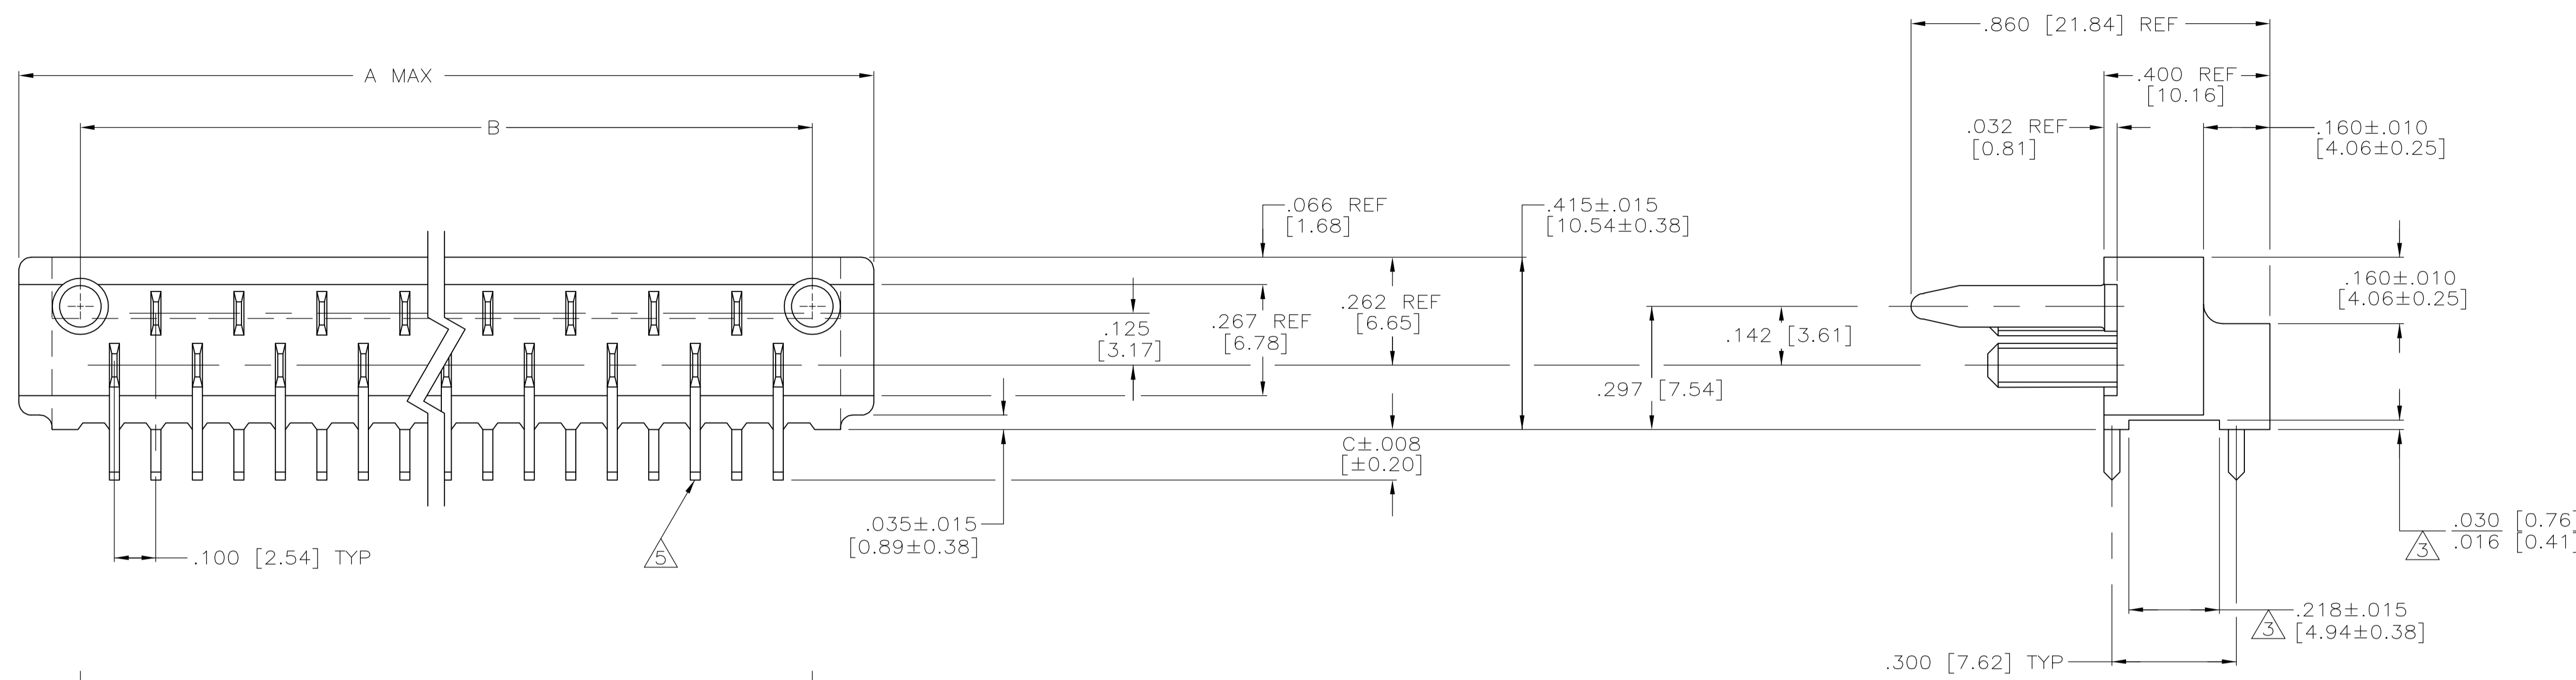 .860 [21.84] REF
A MAX
.400 REF
[10.16]
B
.032 REF
[0.81]
.160±.010
[4.06±0.25]
.066 REF
[1.68]
.415±.015
[10.54±0.38]
.160±.010
[4.06±0.25]
.262 REF
[6.65]
.267 REF
[6.78]
.125
[3.17]
.142 [3.61]
.297 [7.54]
C±.008
[±0.20]
.035±.015
[0.89±0.38]
5
.100 [2.54] TYP
.030 [0.76]
.016 [0.41]
3
.218±.015
[4.94±0.38]
3
.300 [7.62] TYP